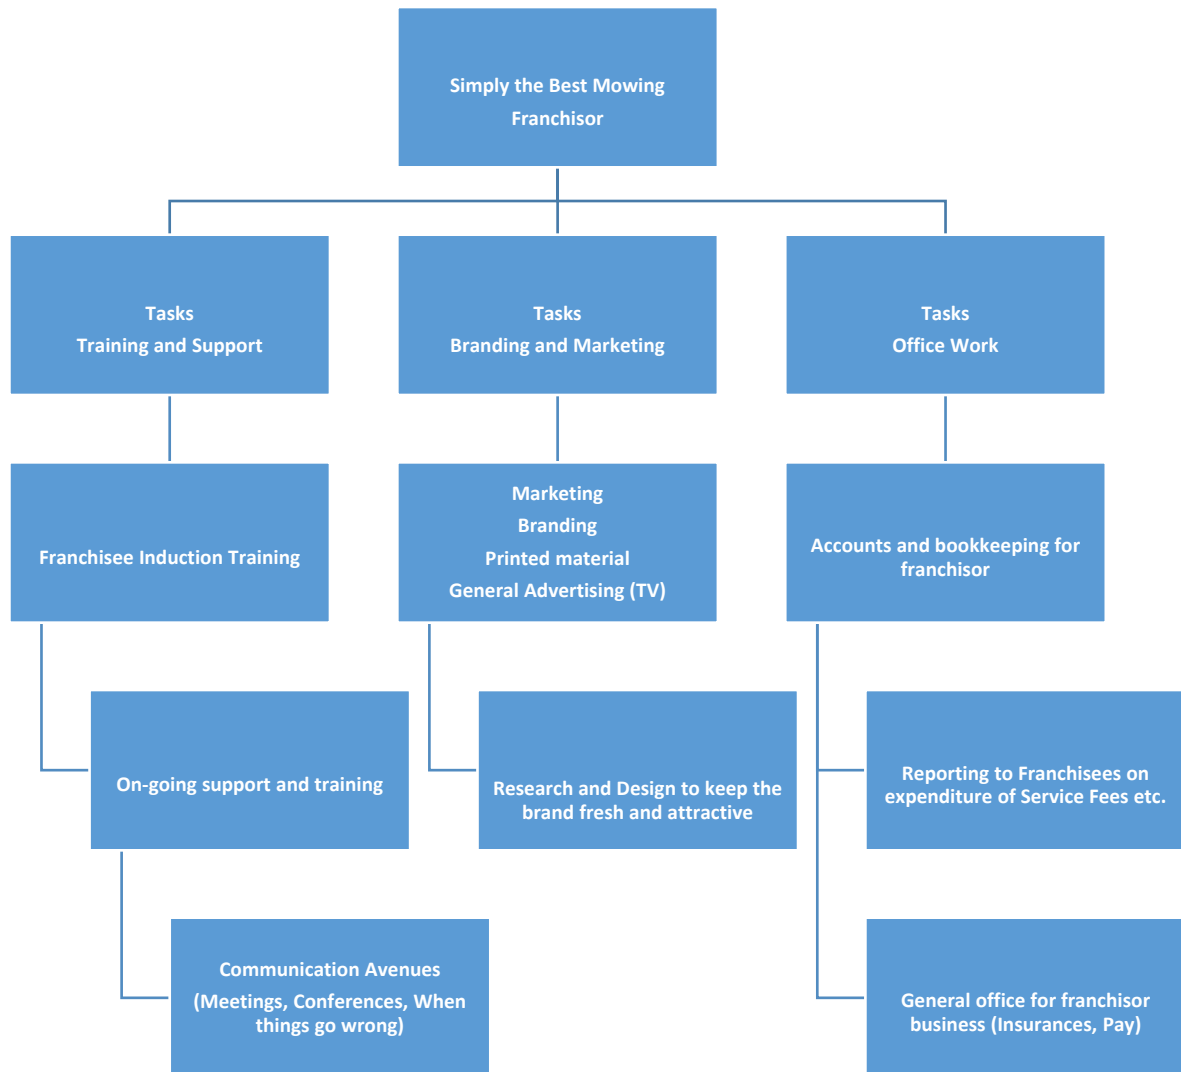 Simply the Best Mowing
Franchisor
Tasks
Training and Support
Tasks
Branding and Marketing
Tasks
Office Work
Franchisee Induction Training
Marketing
Branding
Printed material
General Advertising (TV)
Accounts and bookkeeping for
franchisor
On-going support and training
Research and Design to keep the
brand fresh and attractive
Reporting to Franchisees on
expenditure of Service Fees etc.
Communication Avenues
(Meetings, Conferences, When
things go wrong)
General office for franchisor
business (Insurances, Pay)